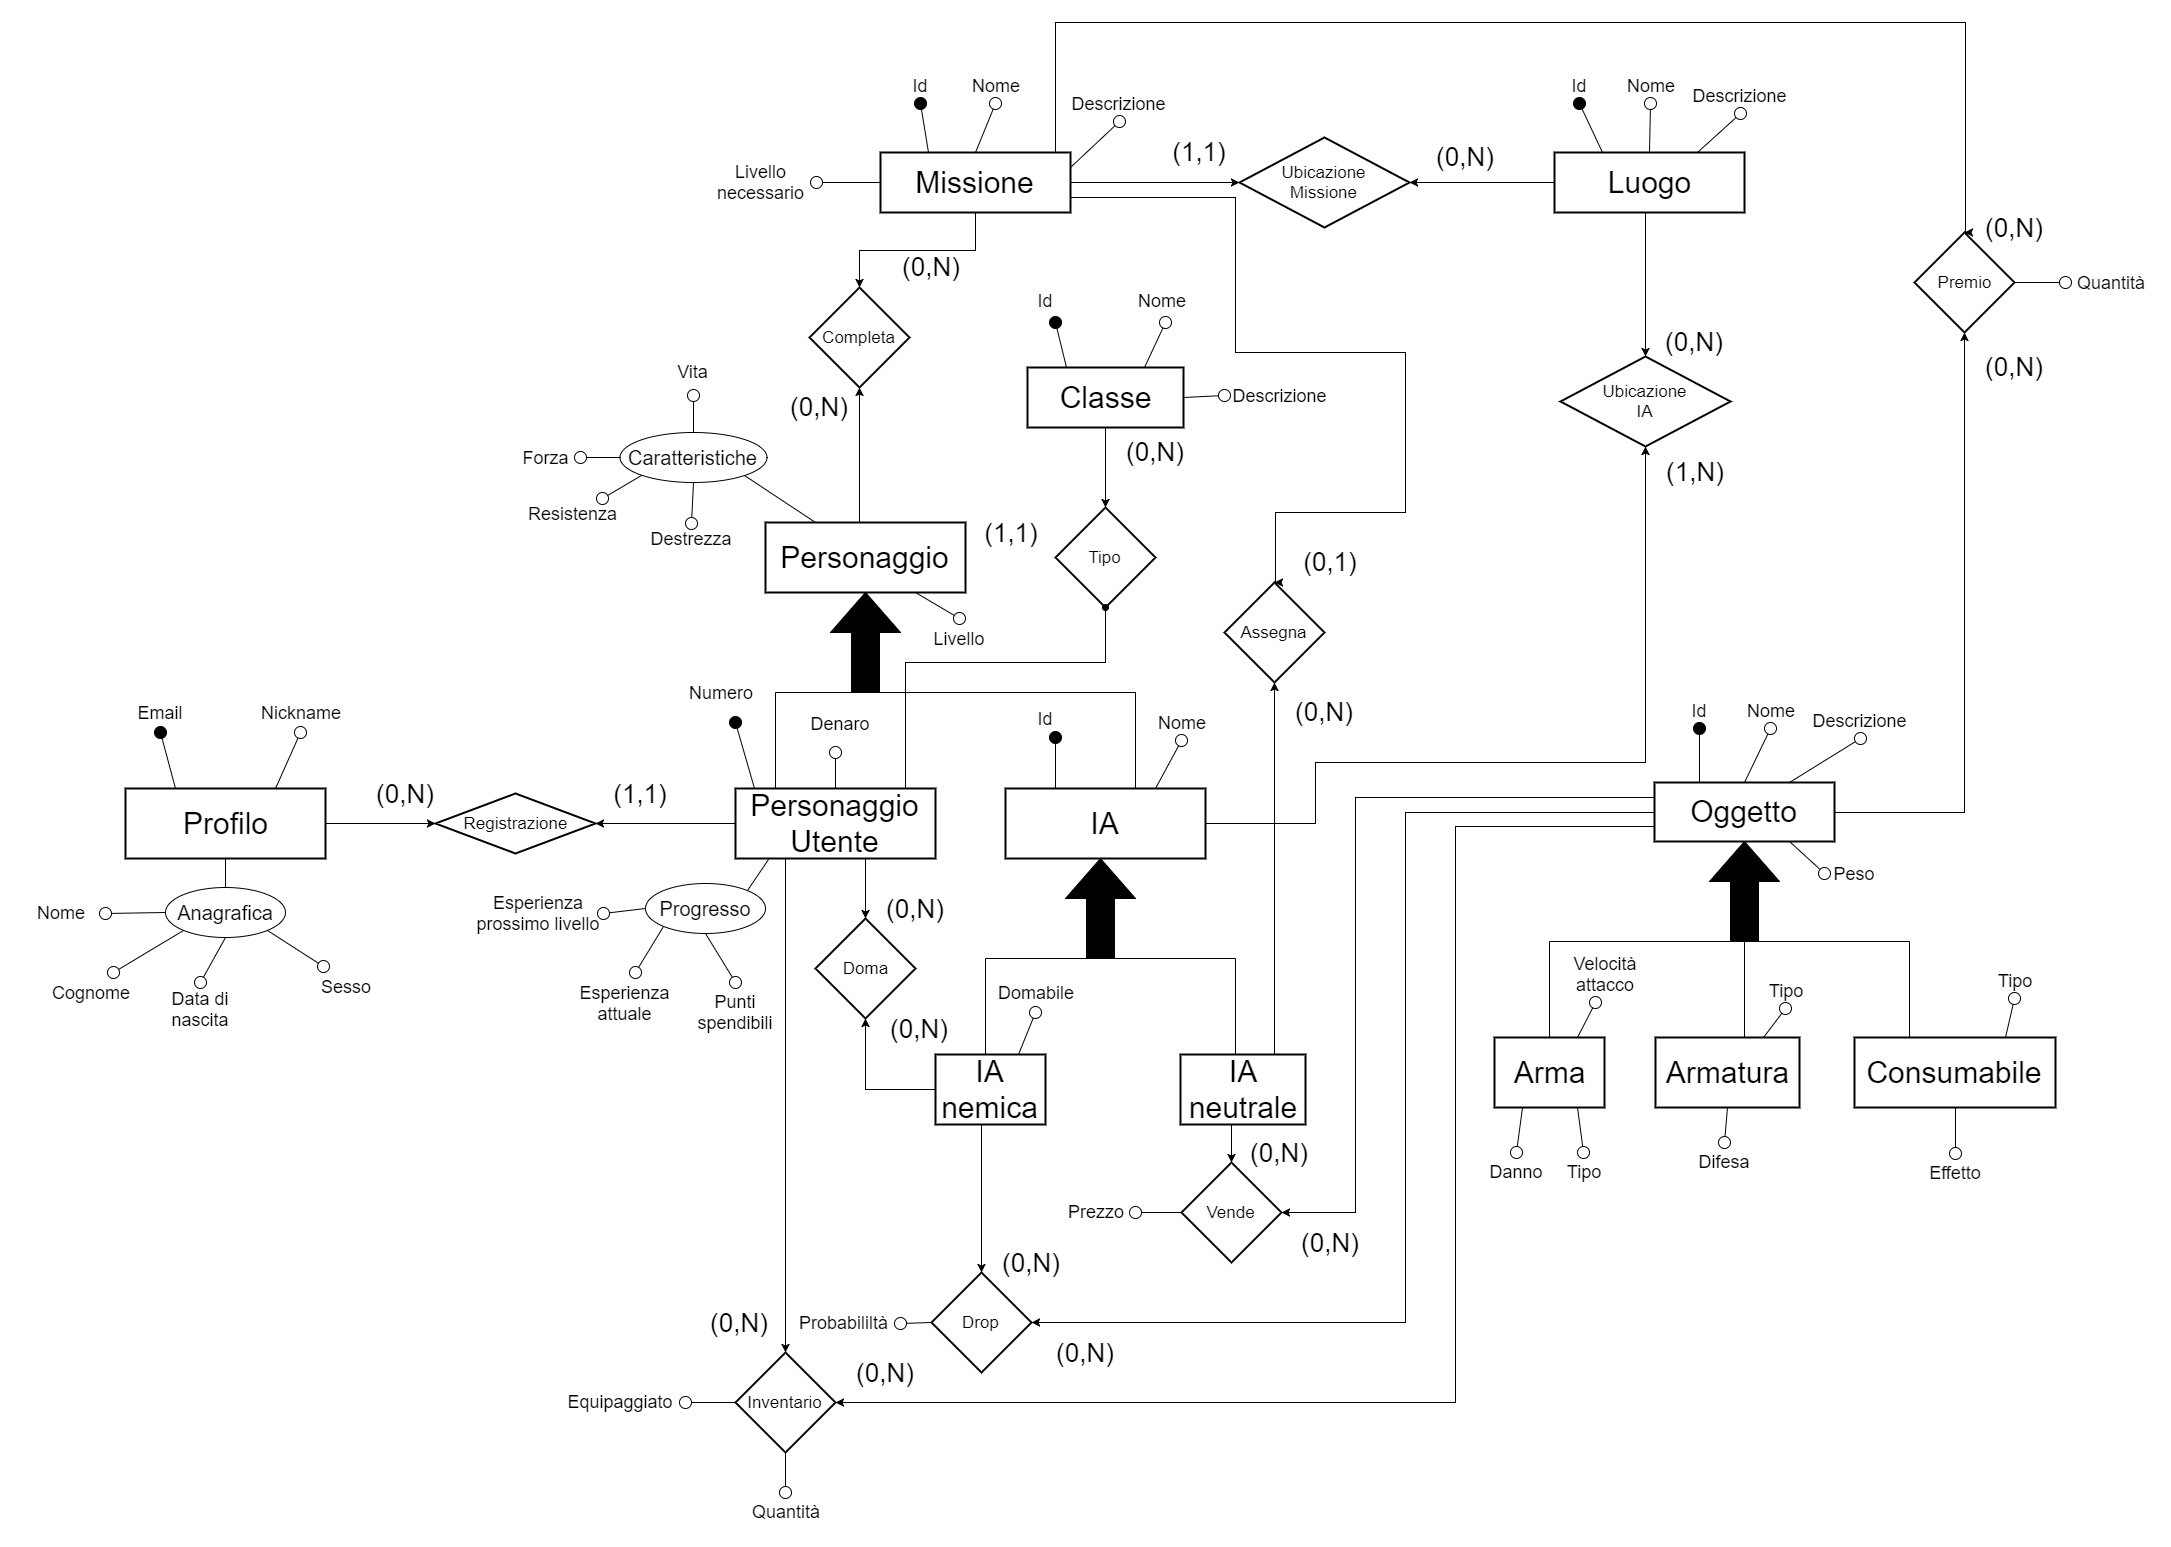 Id
Nome
Descrizione
Livello
necessario
Missione
(1,1)
Ubicazione
Missione
(0,N)
Id
Nome
Descrizione
Luogo
(0,N)
Premio
Quantità
(0,N)
(0,N)
Completa
(0,N)
Id
Nome
Classe
Descrizione
(0,N)
(0,N)
Ubicazione
IA
(1,N)
Vita
Forza
Caratteristiche
Resistenza
Destrezza
Personaggio
(1,1)
Tipo
Livello
(0,1)
Assegna
(0,N)
Email
Nickname
Profilo
(0,N)
Registrazione
(1,1)
Numero
Denaro
Personaggio
Utente
Id
Nome
IA
Id
Nome
Descrizione
Oggetto
Peso
Nome
Anagrafica
Cognome
Data di
nascita
Sesso
Esperienza
prossimo livello
Progresso
Esperienza
attuale
Punti
spendibili
(0,N)
Doma
(0,N)
Domabile
IA
nemica
IA
neutrale
Velocità
attacco
Tipo
Tipo
Arma
Armatura
Consumabile
Danno
Tipo
Difesa
Effetto
(0,N)
Prezzo
Vende
(0,N)
(0,N)
Probabililtà
Drop
(0,N)
(0,N)
(0,N)
Equipaggiato
Inventario
Quantità